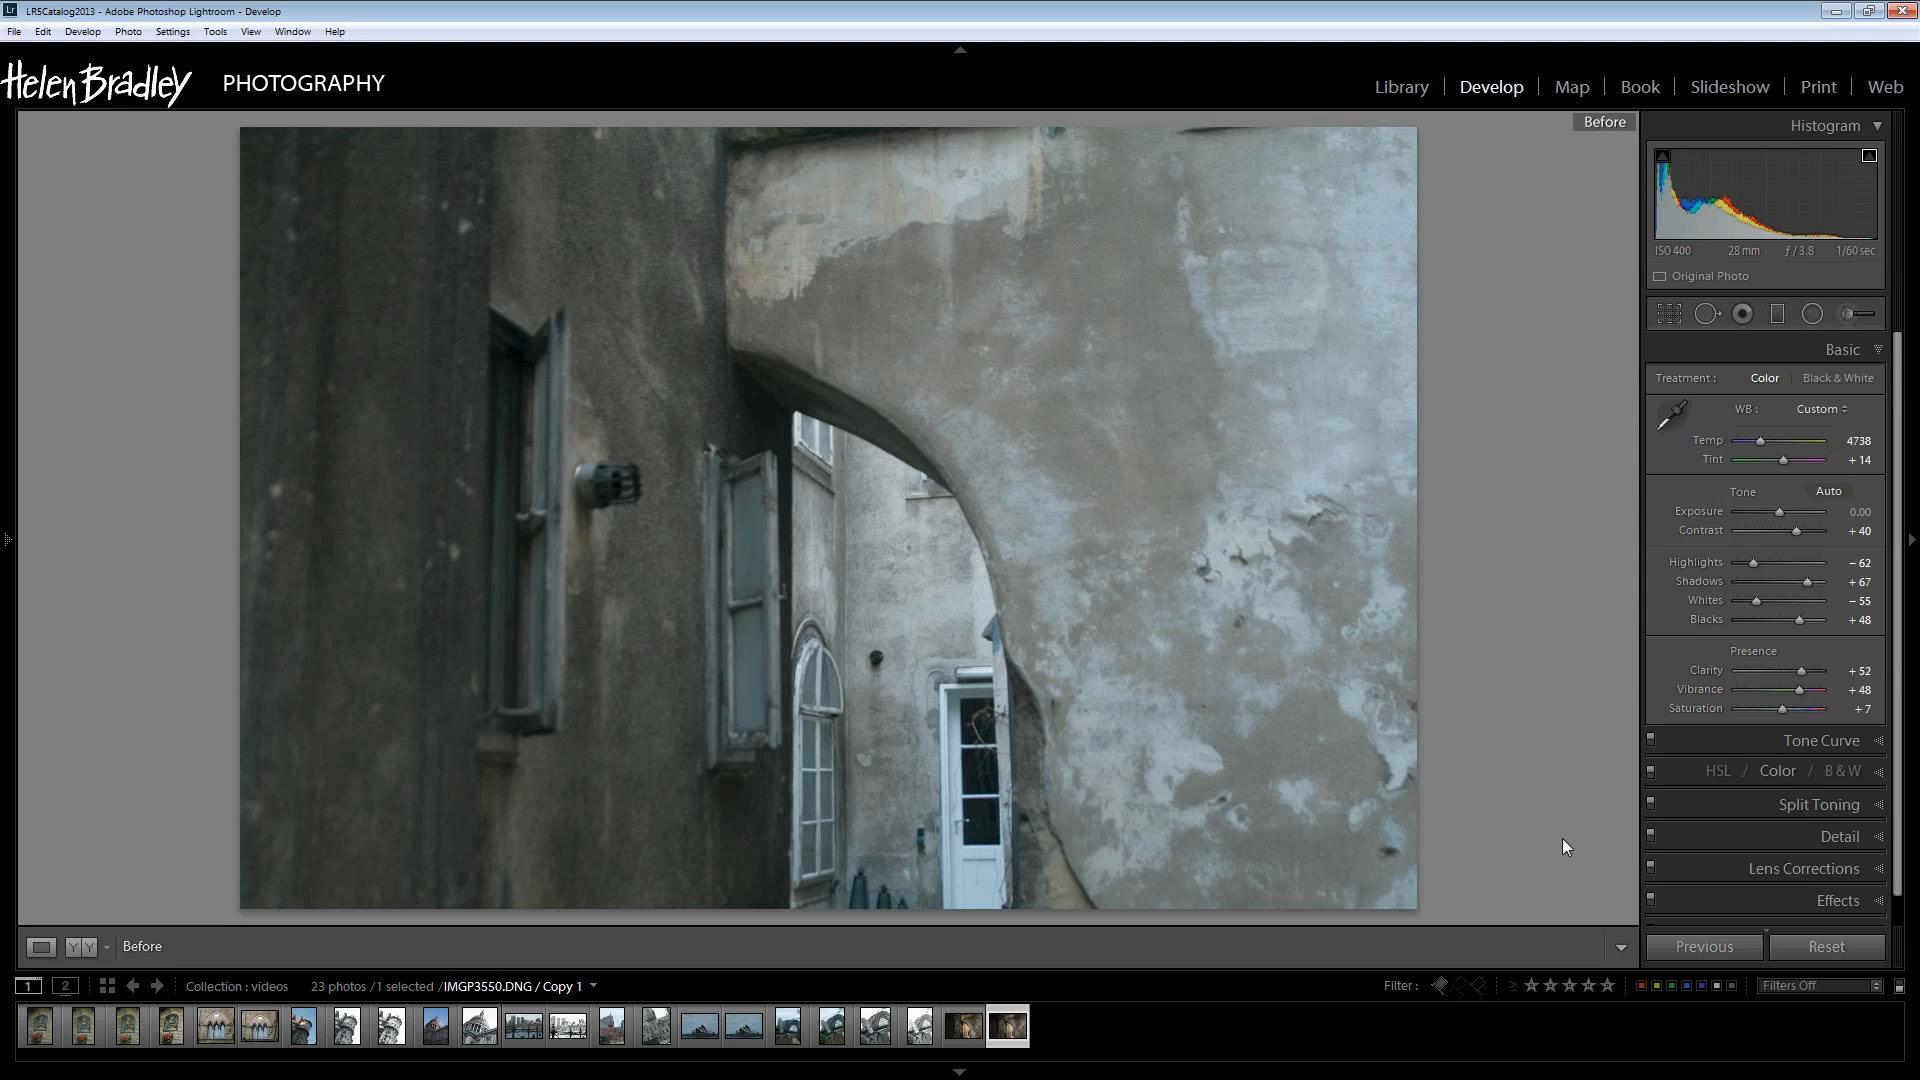 LR5Catalog2013 - Adobe Photoshop Lightroom - Develop
File Edit Develop Photo Settings Tools View Window Help
Helen Bradley PHOTOGRAPHY
Library | Develop | Map | Book | Slideshow | Print | Web
Before
Histogram
ISO 400 28 mm ƒ / 3.8 1/60 sec
Original Photo
Basic
Treatment : Color | Black & White
WB : Custom
Temp 4738
Tint + 14
Tone Auto
Exposure 0.00
Contrast + 40
Highlights – 62
Shadows + 67
Whites – 55
Blacks + 48
Presence
Clarity + 52
Vibrance + 48
Saturation + 7
Tone Curve
HSL / Color / B & W
Split Toning
Detail
Lens Corrections
Effects
Previous Reset
YY Before
1 2 Collection : videos 23 photos / 1 selected / IMGP3550.DNG / Copy 1 Filter : ≥ Filters Off